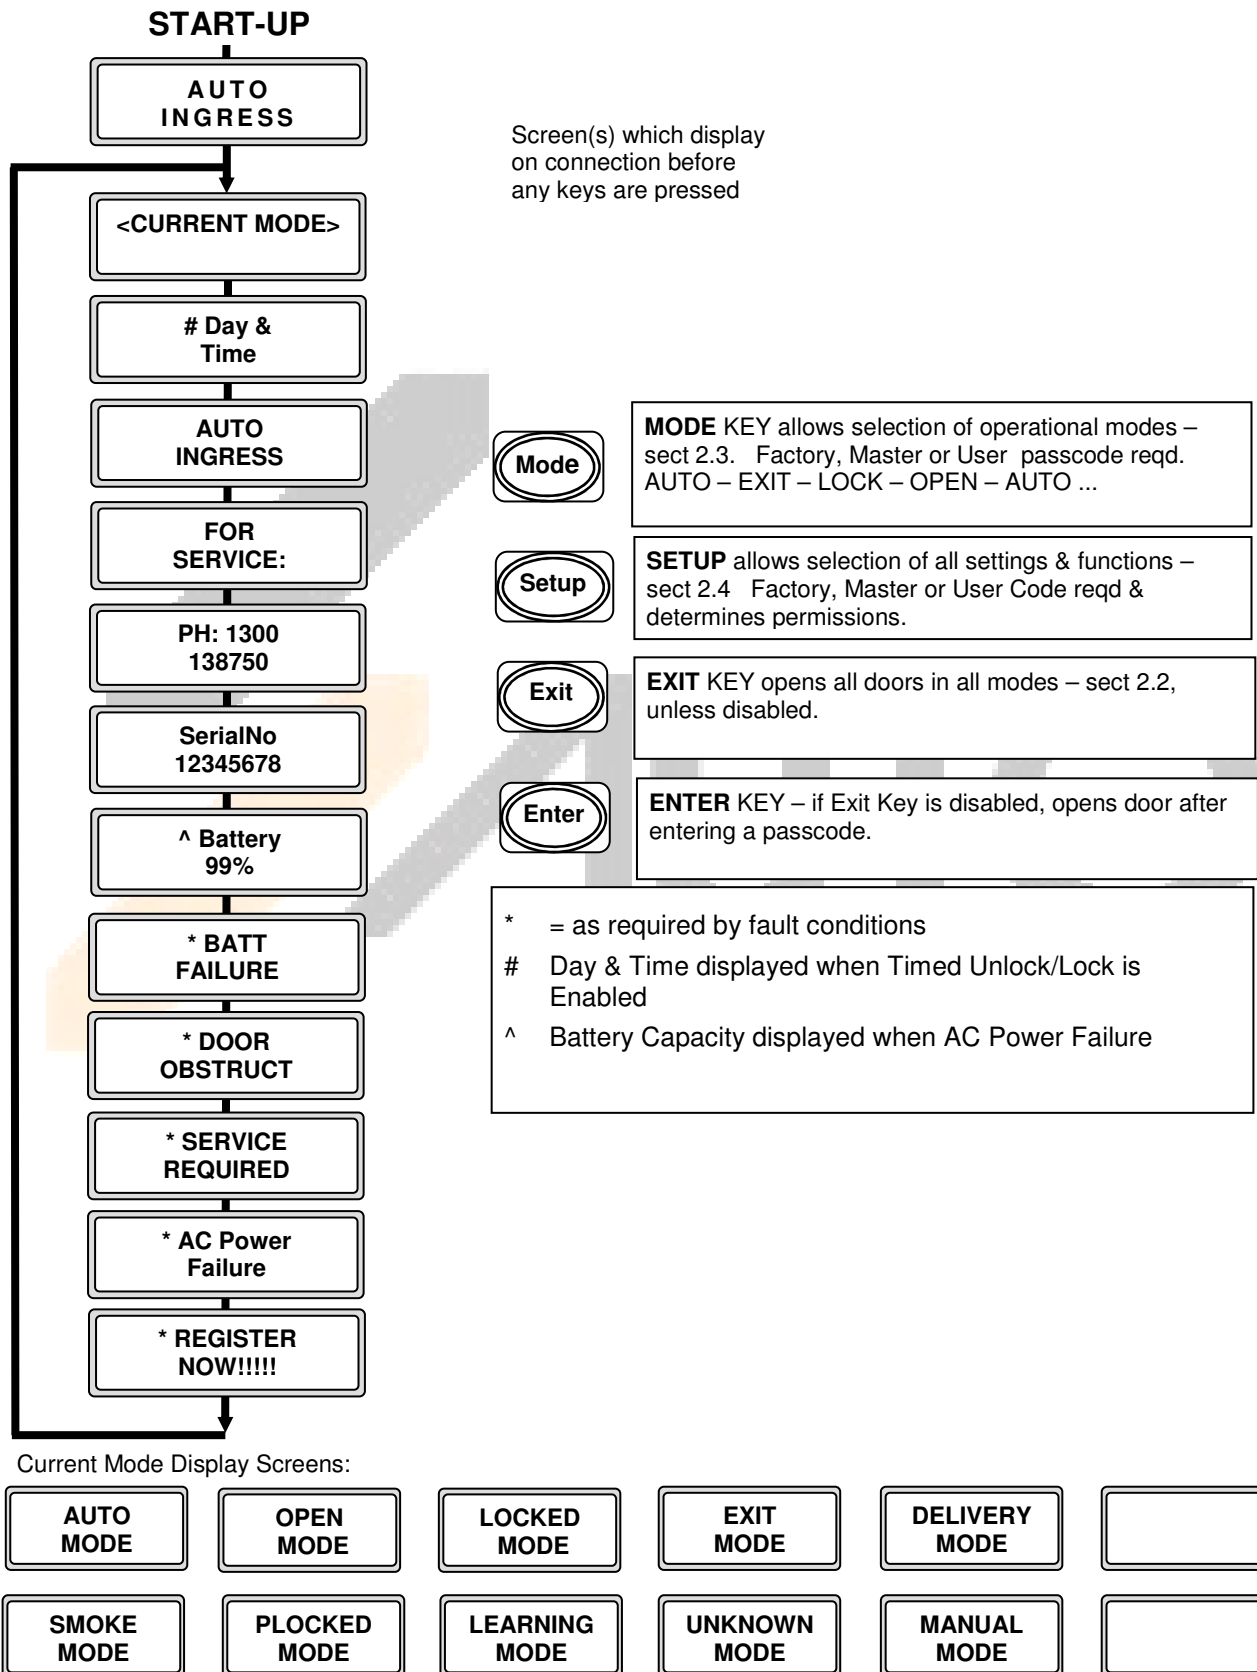 START-UP
AUTO
INGRESS
Screen(s) which display
on connection before
any keys are pressed
<CURRENT MODE>
# Day &
Time
AUTO
INGRESS
FOR
SERVICE:
PH: 1300
138750
SerialNo
12345678
^ Battery
99%
* BATT
FAILURE
* DOOR
OBSTRUCT
* SERVICE
REQUIRED
* AC Power
Failure
* REGISTER
NOW!!!!!
Mode
MODE KEY allows selection of operational modes –
sect 2.3. Factory, Master or User passcode reqd.
AUTO – EXIT – LOCK – OPEN – AUTO ...
Setup
SETUP allows selection of all settings & functions –
sect 2.4 Factory, Master or User Code reqd &
determines permissions.
Exit
EXIT KEY opens all doors in all modes – sect 2.2,
unless disabled.
Enter
ENTER KEY – if Exit Key is disabled, opens door after
entering a passcode.
* = as required by fault conditions
# Day & Time displayed when Timed Unlock/Lock is
Enabled
^ Battery Capacity displayed when AC Power Failure
Current Mode Display Screens:
AUTO
MODE
OPEN
MODE
LOCKED
MODE
EXIT
MODE
DELIVERY
MODE
SMOKE
MODE
PLOCKED
MODE
LEARNING
MODE
UNKNOWN
MODE
MANUAL
MODE